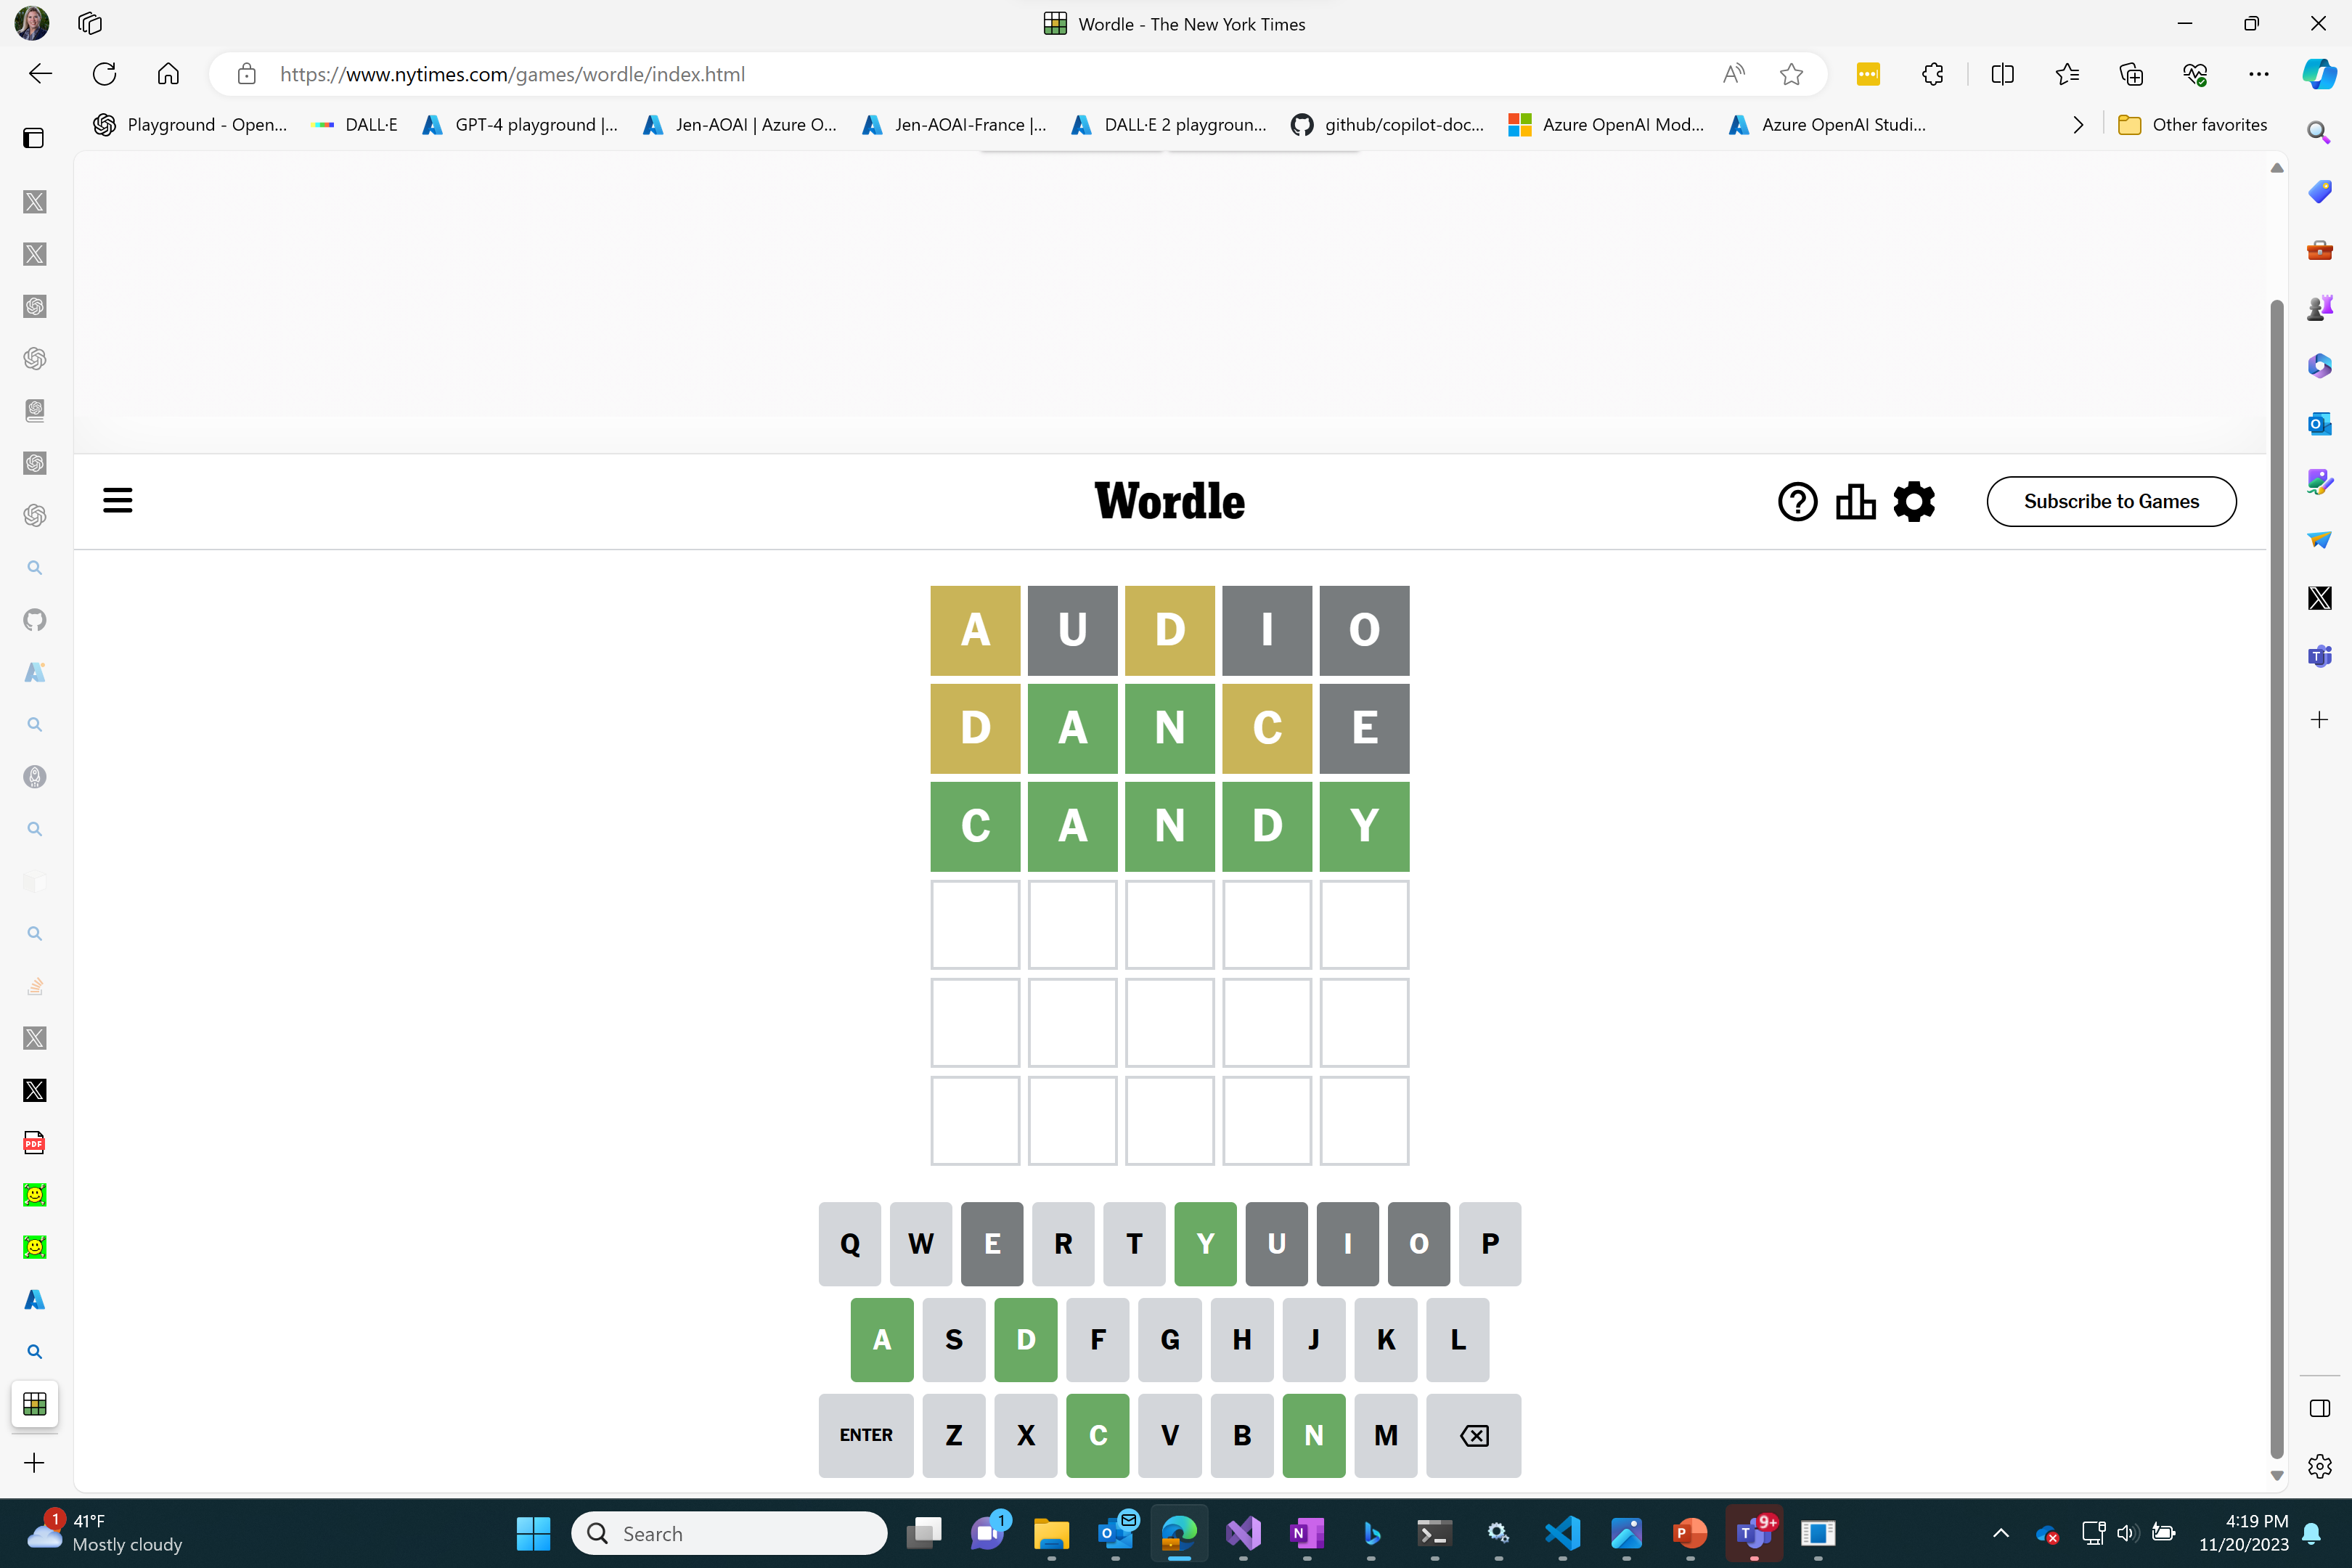 Wordle - The New York Times
https://www.nytimes.com/games/wordle/index.html
Playground - Open... DALL·E GPT-4 playground |... Jen-AOAI | Azure O... Jen-AOAI-France |... DALL·E 2 playgroun... github/copilot-doc... Azure OpenAI Mod... Azure OpenAI Studi... Other favorites
Wordle
Subscribe to Games
A U D I O
D A N C E
C A N D Y
Q W E R T Y U I O P
A S D F G H J K L
ENTER Z X C V B N M
PDF
1
41°F
Mostly cloudy
Search
1
9+
4:19 PM
11/20/2023